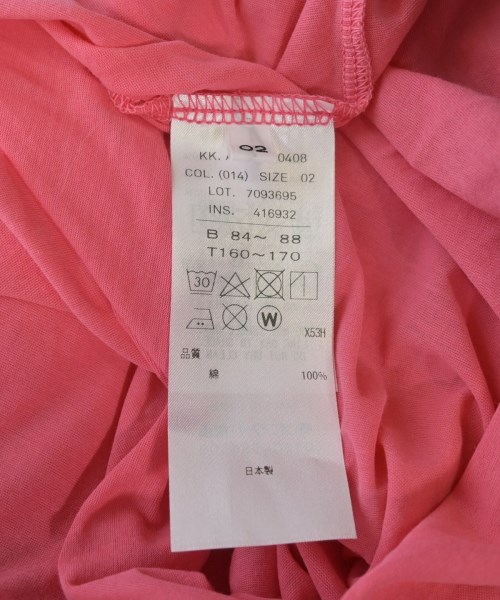 02
KK. 0408
COL. (014) SIZE 02
LOT. 7093695
INS. 416932
B 84～ 88
T160～170
30
W
X53H
品質
綿 100%
日本製